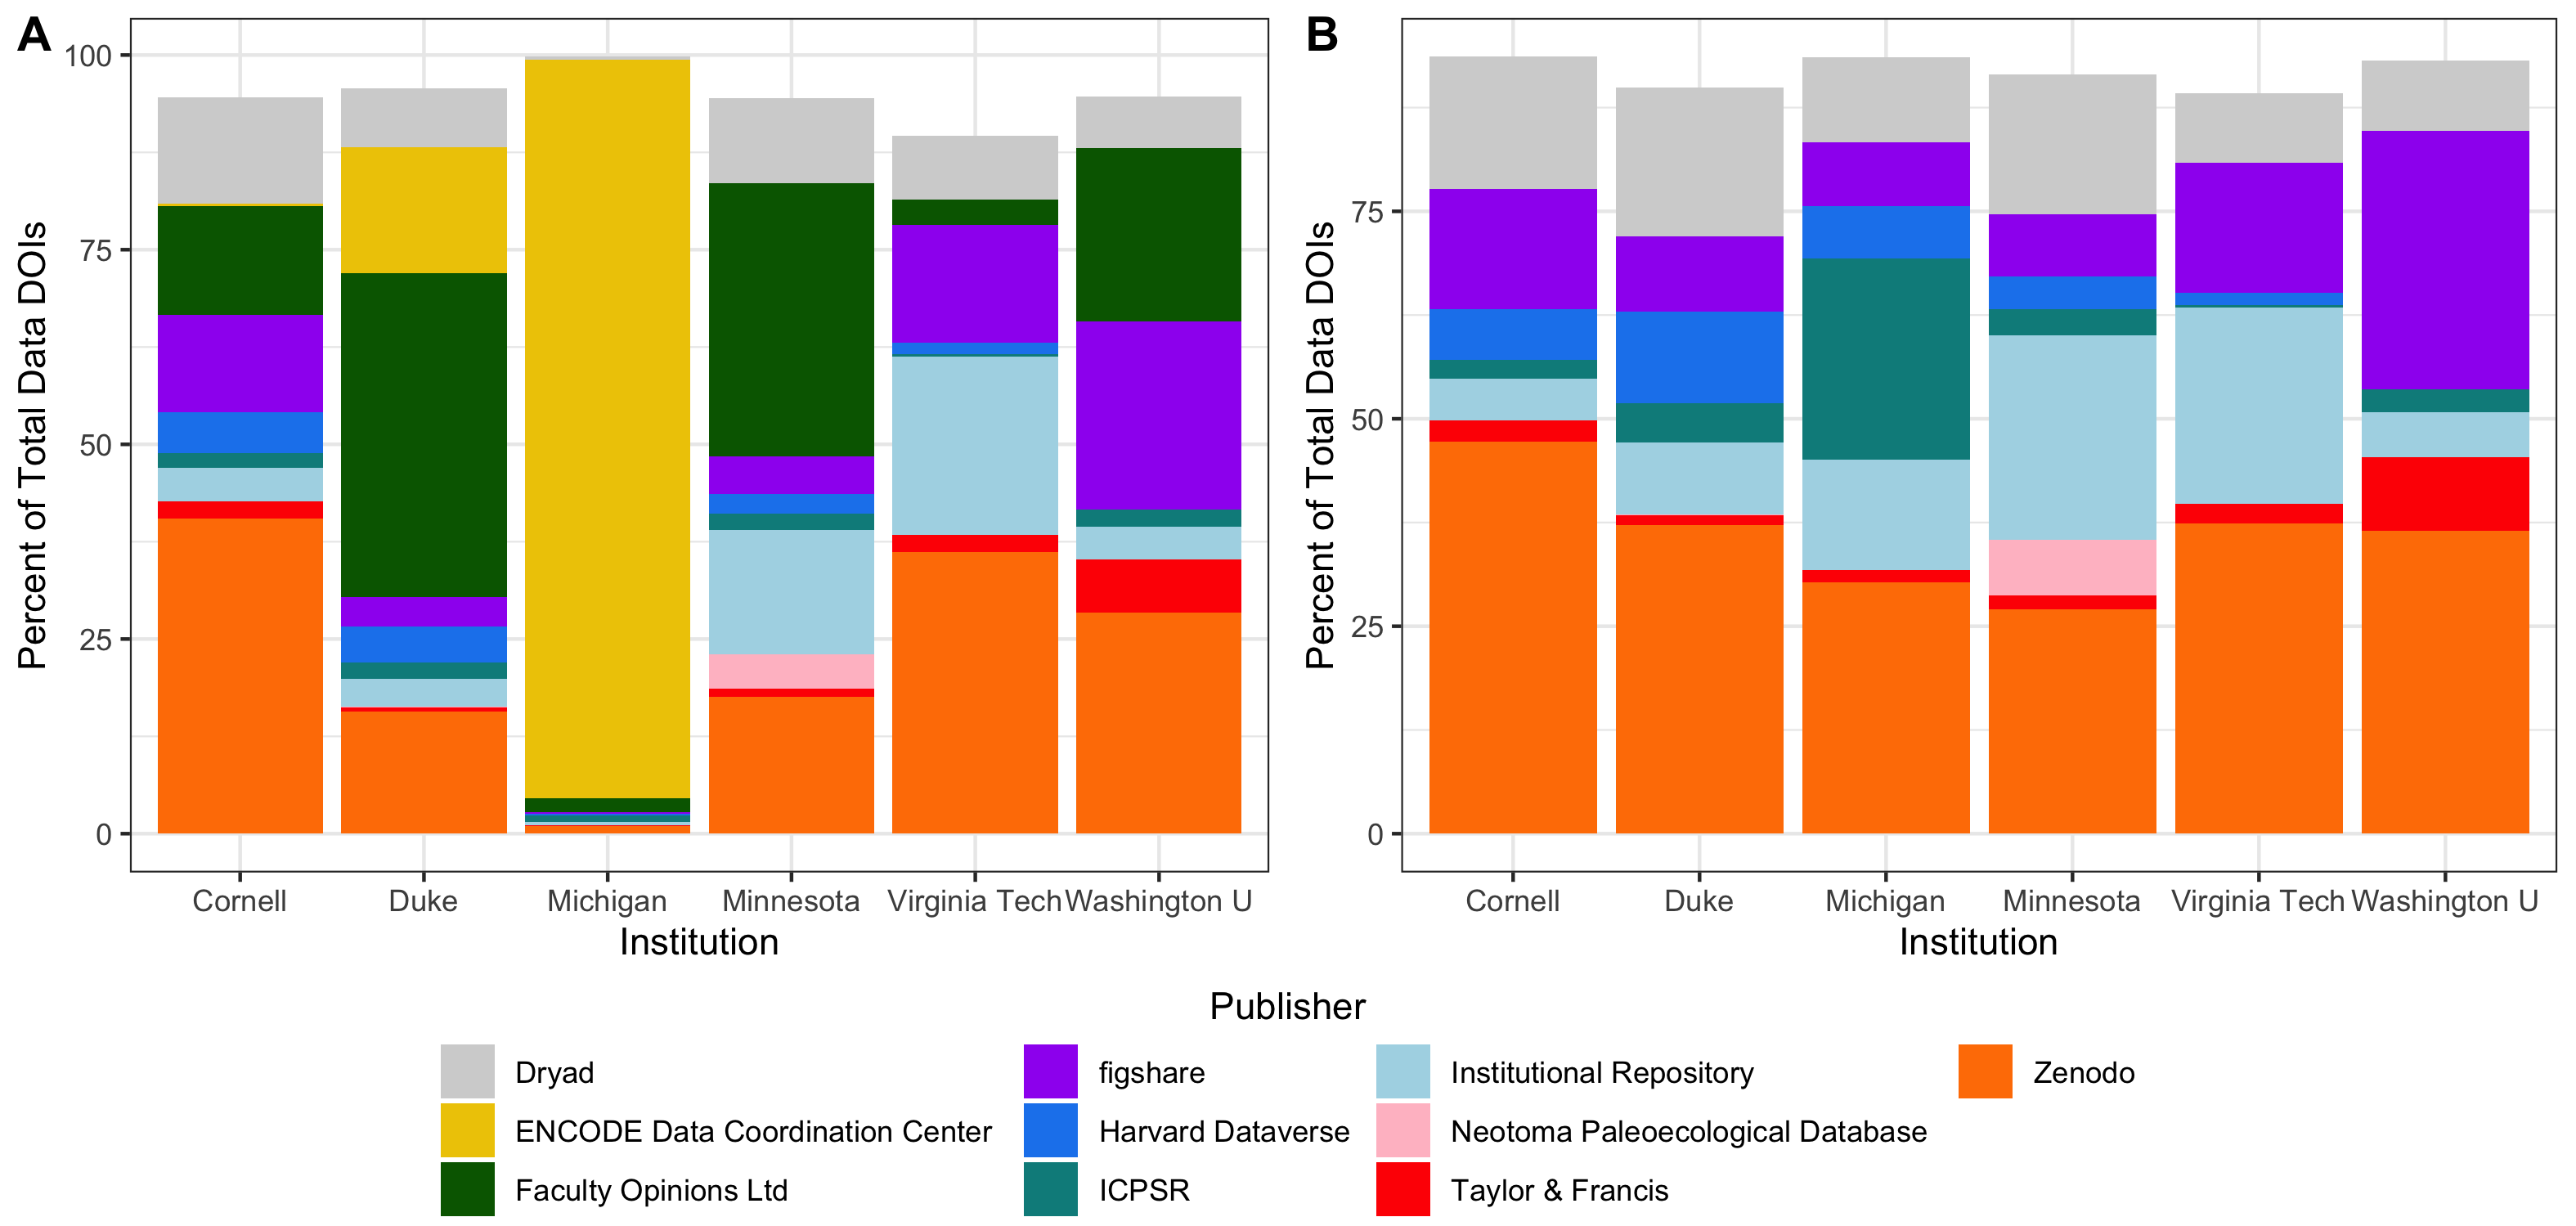 A
B
Percent of Total Data DOIs
100
75
50
25
0
Cornell Duke Michigan Minnesota Virginia Tech Washington U
Institution
Percent of Total Data DOIs
75
50
25
0
Cornell Duke Michigan Minnesota Virginia Tech Washington U
Institution
Publisher
Dryad figshare Institutional Repository Zenodo
ENCODE Data Coordination Center Harvard Dataverse Neotoma Paleoecological Database
Faculty Opinions Ltd ICPSR Taylor & Francis